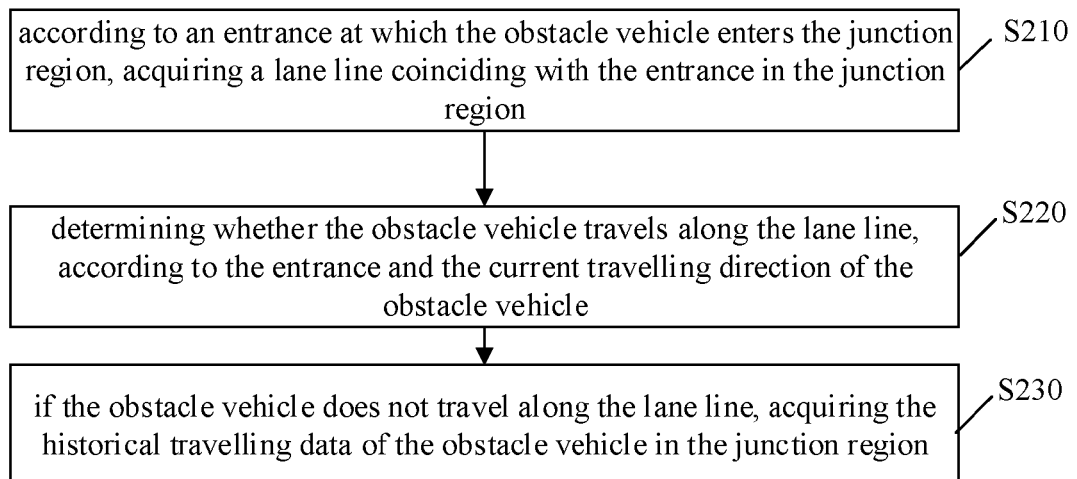 according to an entrance at which the obstacle vehicle enters the junction
region, acquiring a lane line coinciding with the entrance in the junction
region
S210
determining whether the obstacle vehicle travels along the lane line,
according to the entrance and the current travelling direction of the
obstacle vehicle
S220
if the obstacle vehicle does not travel along the lane line, acquiring the
historical travelling data of the obstacle vehicle in the junction region
S230